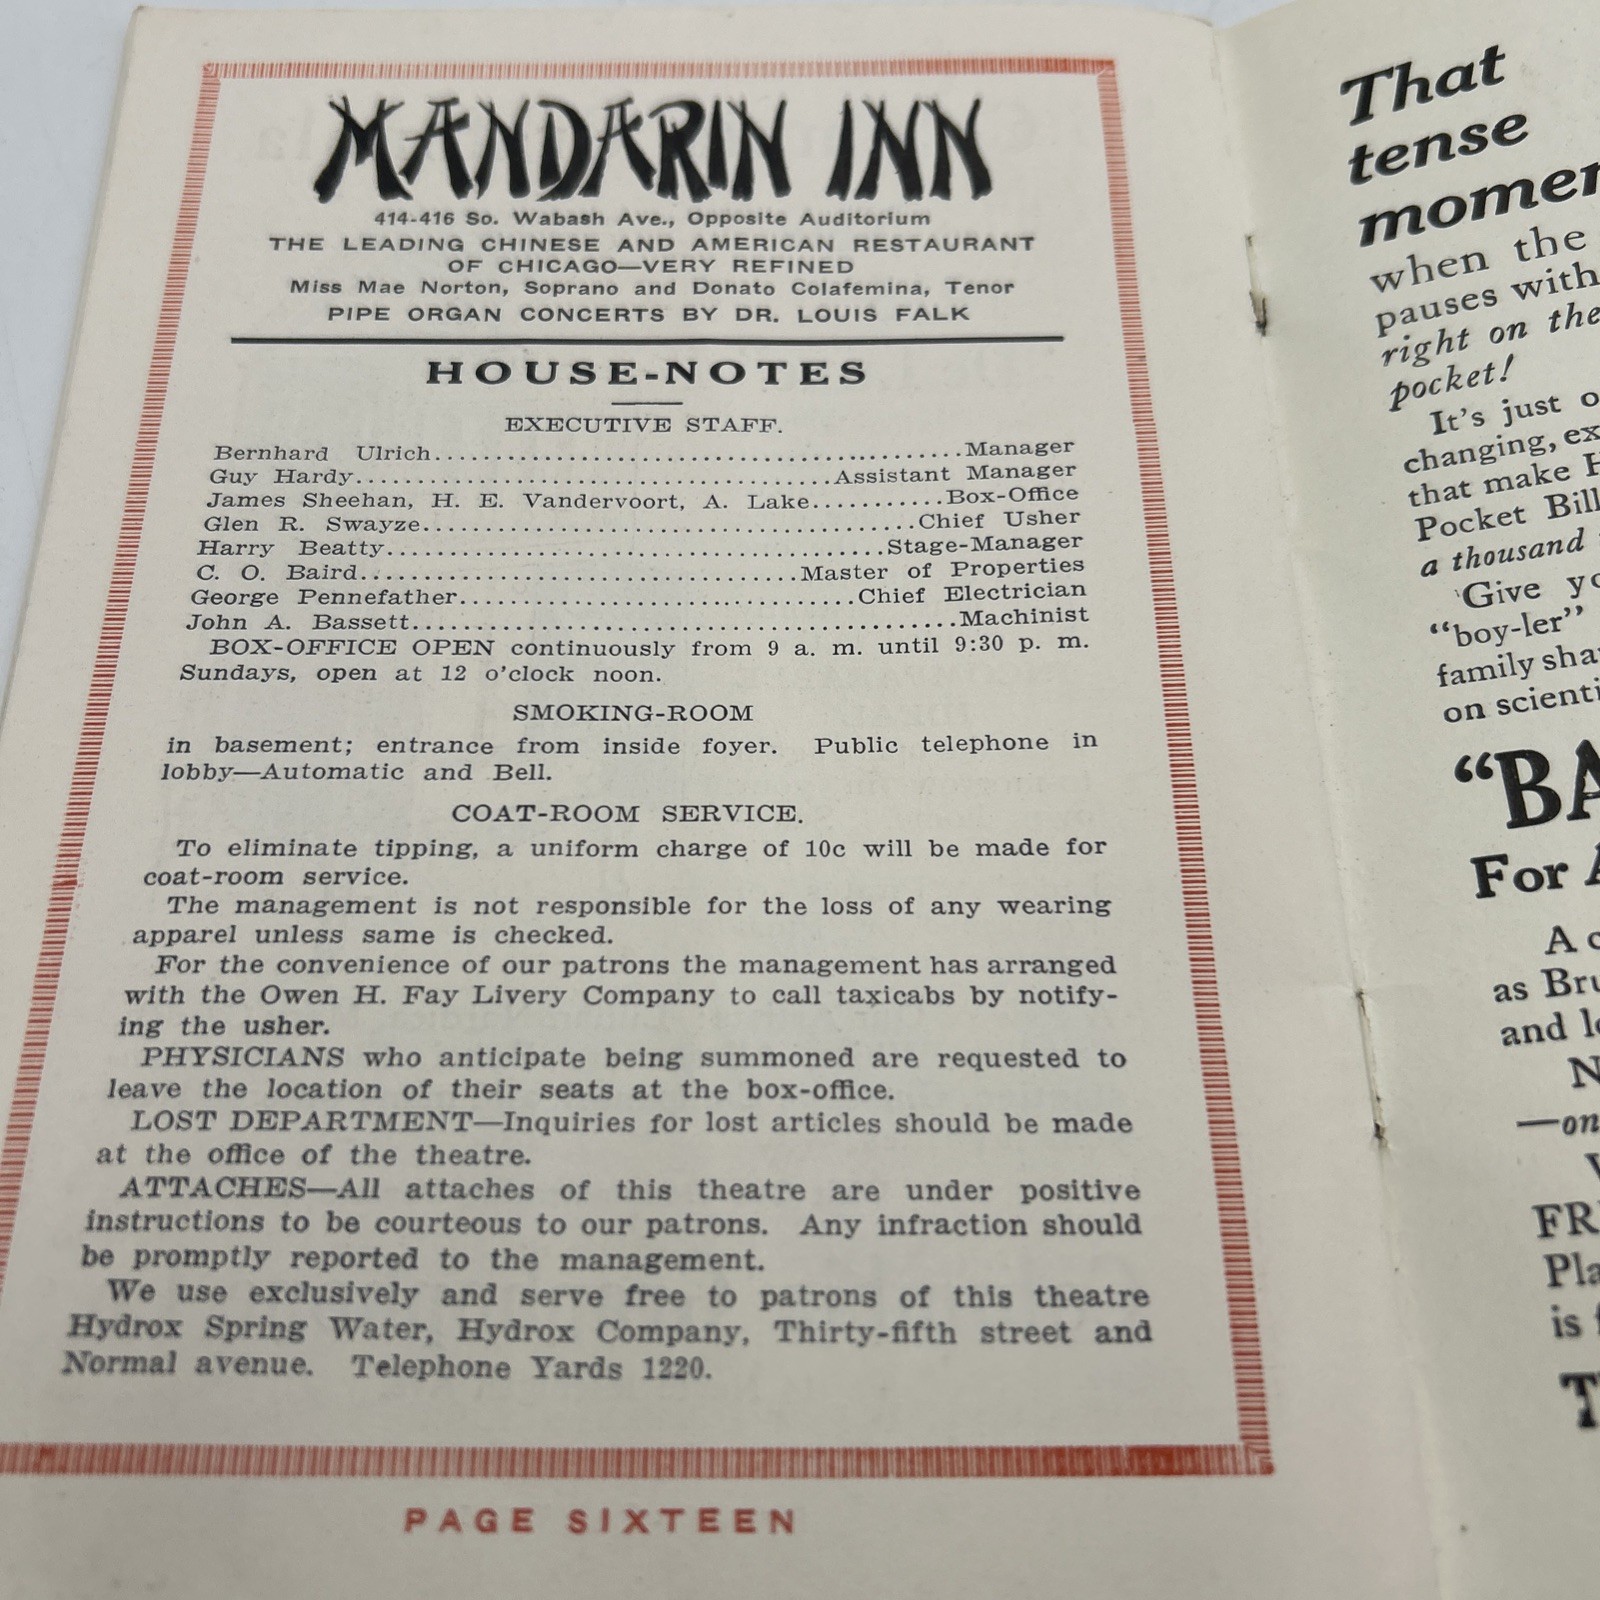 MANDARIN INN
414-416 So. Wabash Ave., Opposite Auditorium
THE LEADING CHINESE AND AMERICAN RESTAURANT
OF CHICAGO—VERY REFINED
Miss Mae Norton, Soprano and Donato Colafemina, Tenor
PIPE ORGAN CONCERTS BY DR. LOUIS FALK
HOUSE-NOTES
EXECUTIVE STAFF.
Bernhard Ulrich........................................Manager
Guy Hardy.....................................Assistant Manager
James Sheehan, H. E. Vandervoort, A. Lake..........Box-Office
Glen R. Swayze......................................Chief Usher
Harry Beatty......................................Stage-Manager
C. O. Baird.................................Master of Properties
George Pennefather..............................Chief Electrician
John A. Bassett.........................................Machinist
BOX-OFFICE OPEN continuously from 9 a. m. until 9:30 p. m.
Sundays, open at 12 o'clock noon.
SMOKING-ROOM
in basement; entrance from inside foyer. Public telephone in
lobby—Automatic and Bell.
COAT-ROOM SERVICE.
To eliminate tipping, a uniform charge of 10c will be made for
coat-room service.
The management is not responsible for the loss of any wearing
apparel unless same is checked.
For the convenience of our patrons the management has arranged
with the Owen H. Fay Livery Company to call taxicabs by notify-
ing the usher.
PHYSICIANS who anticipate being summoned are requested to
leave the location of their seats at the box-office.
LOST DEPARTMENT—Inquiries for lost articles should be made
at the office of the theatre.
ATTACHES—All attaches of this theatre are under positive
instructions to be courteous to our patrons. Any infraction should
be promptly reported to the management.
We use exclusively and serve free to patrons of this theatre
Hydrox Spring Water, Hydrox Company, Thirty-fifth street and
Normal avenue. Telephone Yards 1220.
PAGE SIXTEEN
That
tense
when the
pauses with
right on the
pocket!
It's just
changing,
that make
Pocket
a thousand
Give
"boy-ler"
family
on
For
A
as
and
is